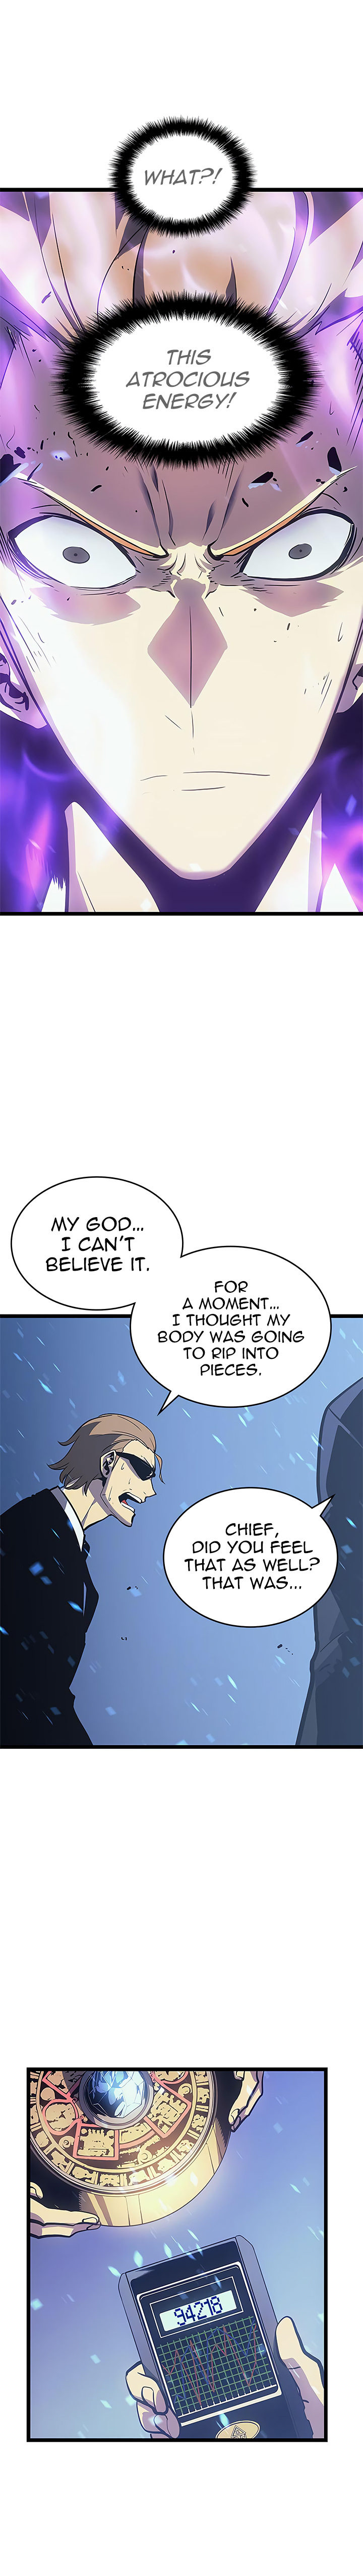 WHAT?!
THIS
ATROCIOUS
ENERGY!
MY GOD...
I CAN'T
BELIEVE IT.
FOR
A MOMENT...
I THOUGHT MY
BODY WAS GOING
TO RIP INTO
PIECES.
CHIEF,
DID YOU FEEL
THAT AS WELL?
THAT WAS...
94218